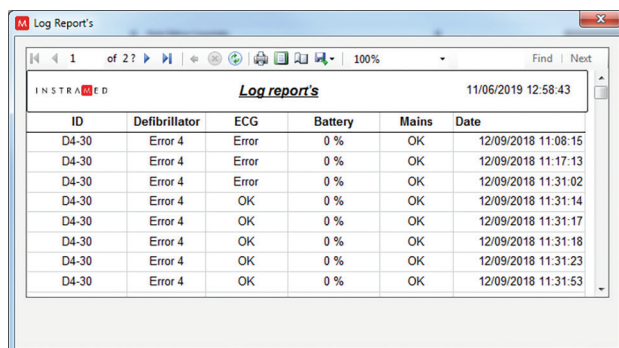 M Log Report's
1 of 2 ? 100% Find | Next
INSTRAMED Log report's 11/06/2019 12:58:43
ID Defibrillator ECG Battery Mains Date
D4-30 Error 4 Error 0 % OK 12/09/2018 11:08:15
D4-30 Error 4 Error 0 % OK 12/09/2018 11:17:13
D4-30 Error 4 Error 0 % OK 12/09/2018 11:31:02
D4-30 Error 4 OK 0 % OK 12/09/2018 11:31:14
D4-30 Error 4 OK 0 % OK 12/09/2018 11:31:17
D4-30 Error 4 OK 0 % OK 12/09/2018 11:31:18
D4-30 Error 4 OK 0 % OK 12/09/2018 11:31:23
D4-30 Error 4 OK 0 % OK 12/09/2018 11:31:53